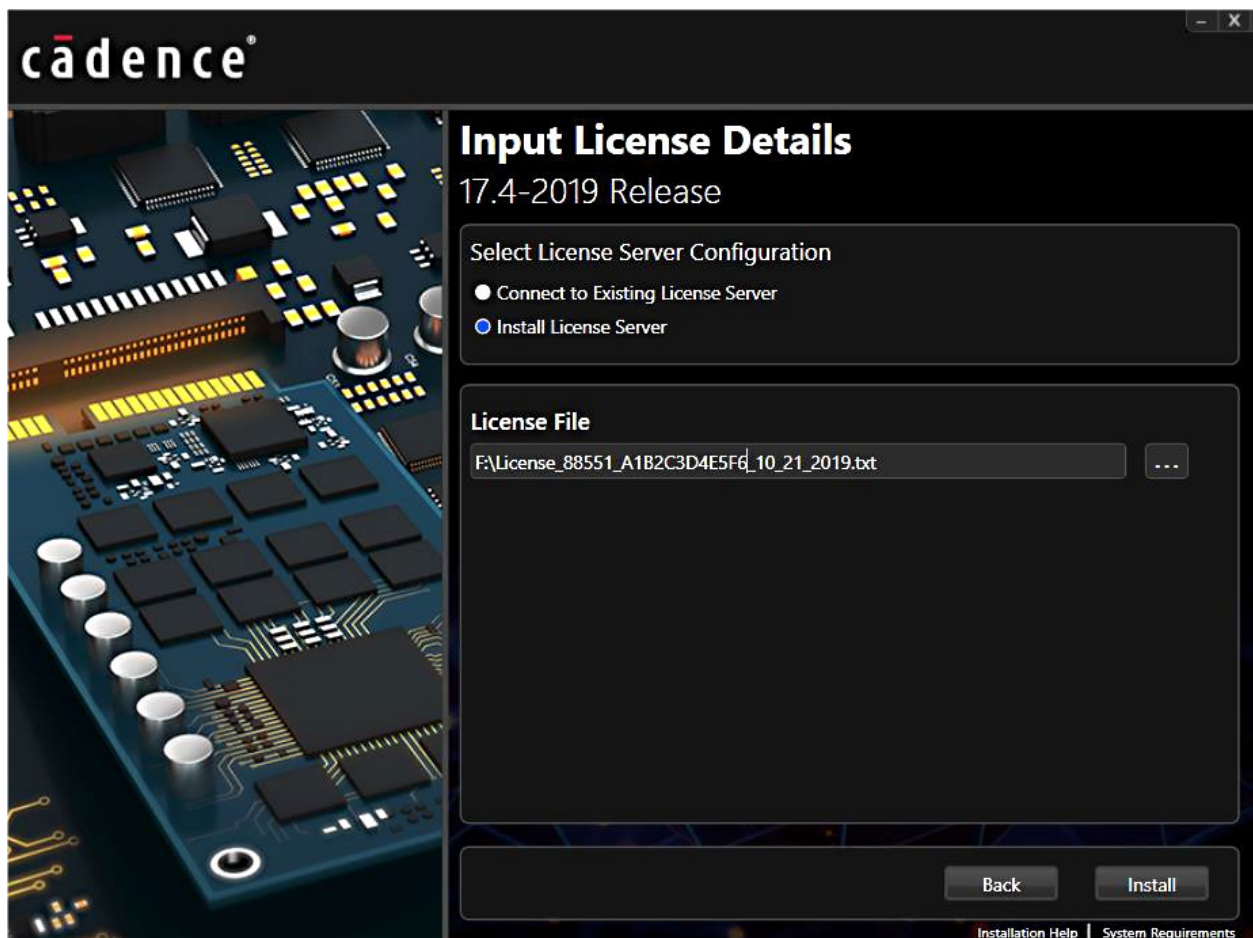 – X
cādence®
Input License Details
17.4-2019 Release
Select License Server Configuration
Connect to Existing License Server
Install License Server
License File
F:\License_88551_A1B2C3D4E5F6_10_21_2019.txt
...
Back Install
Installation Help | System Requirements